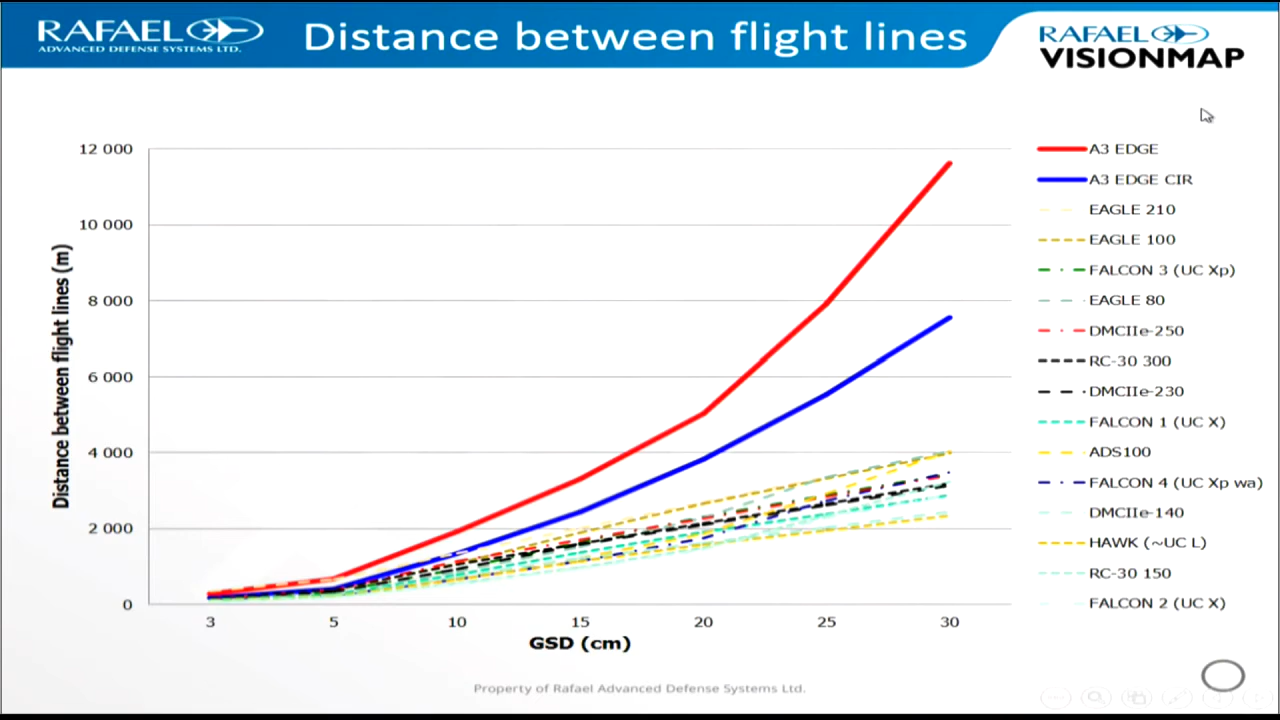 RAFAEL
ADVANCED DEFENSE SYSTEMS LTD.
Distance between flight lines
RAFAEL
VISIONMAP
Distance between flight lines (m)
12 000
10 000
8 000
6 000
4 000
2 000
0
3 5 10 15 20 25 30
GSD (cm)
A3 EDGE
A3 EDGE CIR
EAGLE 210
EAGLE 100
FALCON 3 (UC Xp)
EAGLE 80
DMCIIe-250
RC-30 300
DMCIIe-230
FALCON 1 (UC X)
ADS100
FALCON 4 (UC Xp wa)
DMCIIe-140
HAWK (~UC L)
RC-30 150
FALCON 2 (UC X)
Property of Rafael Advanced Defense Systems Ltd.